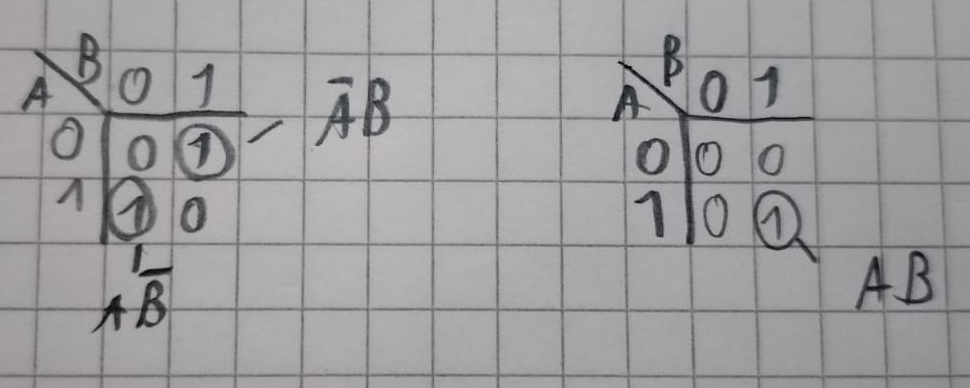 B
A 0 1
0 0 1 ĀB
1 1 0
AB̄
B
A 0 1
0 0 0
1 0 1
AB